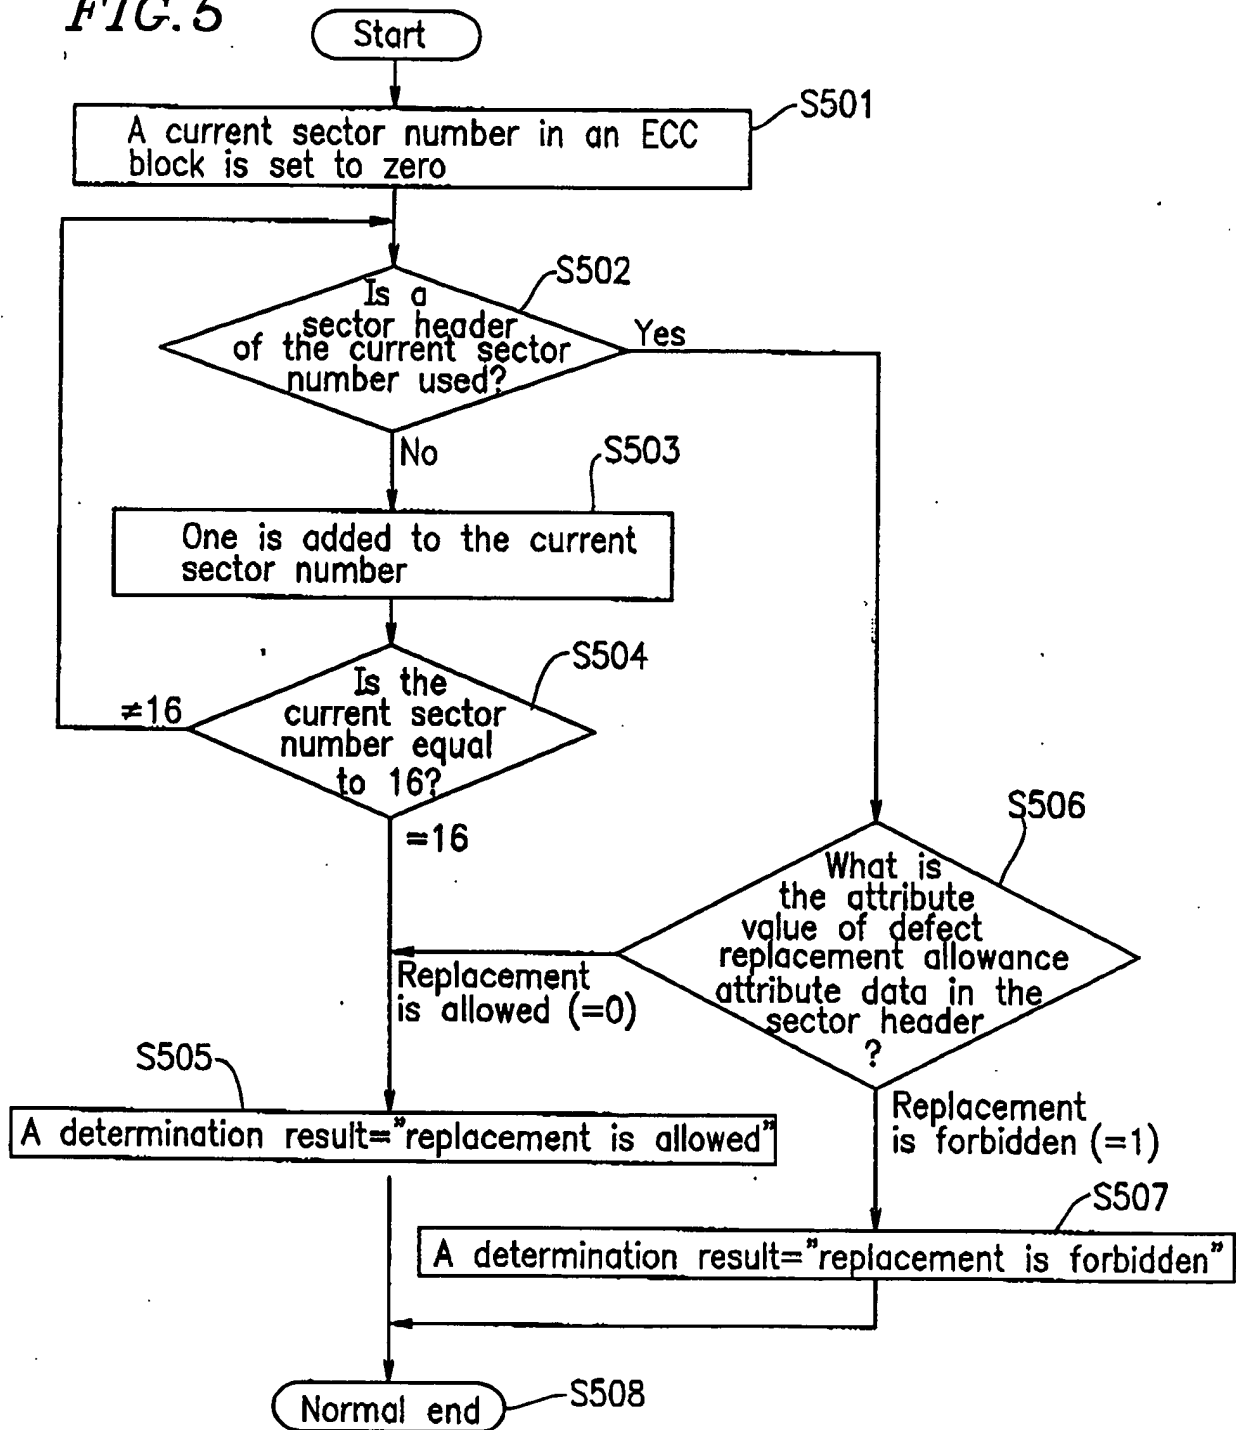 FIG. 5
Start
S501
A current sector number in an ECC
block is set to zero
S502
Is a
sector header
of the current sector
number used?
Yes
No
S503
One is added to the current
sector number
S504
Is the
current sector
number equal
to 16?
≠16
=16
S506
What is
the attribute
value of defect
replacement allowance
attribute data in the
sector header
?
Replacement
is allowed (=0)
S505
A determination result="replacement is allowed"
Replacement
is forbidden (=1)
S507
A determination result="replacement is forbidden"
Normal end
S508